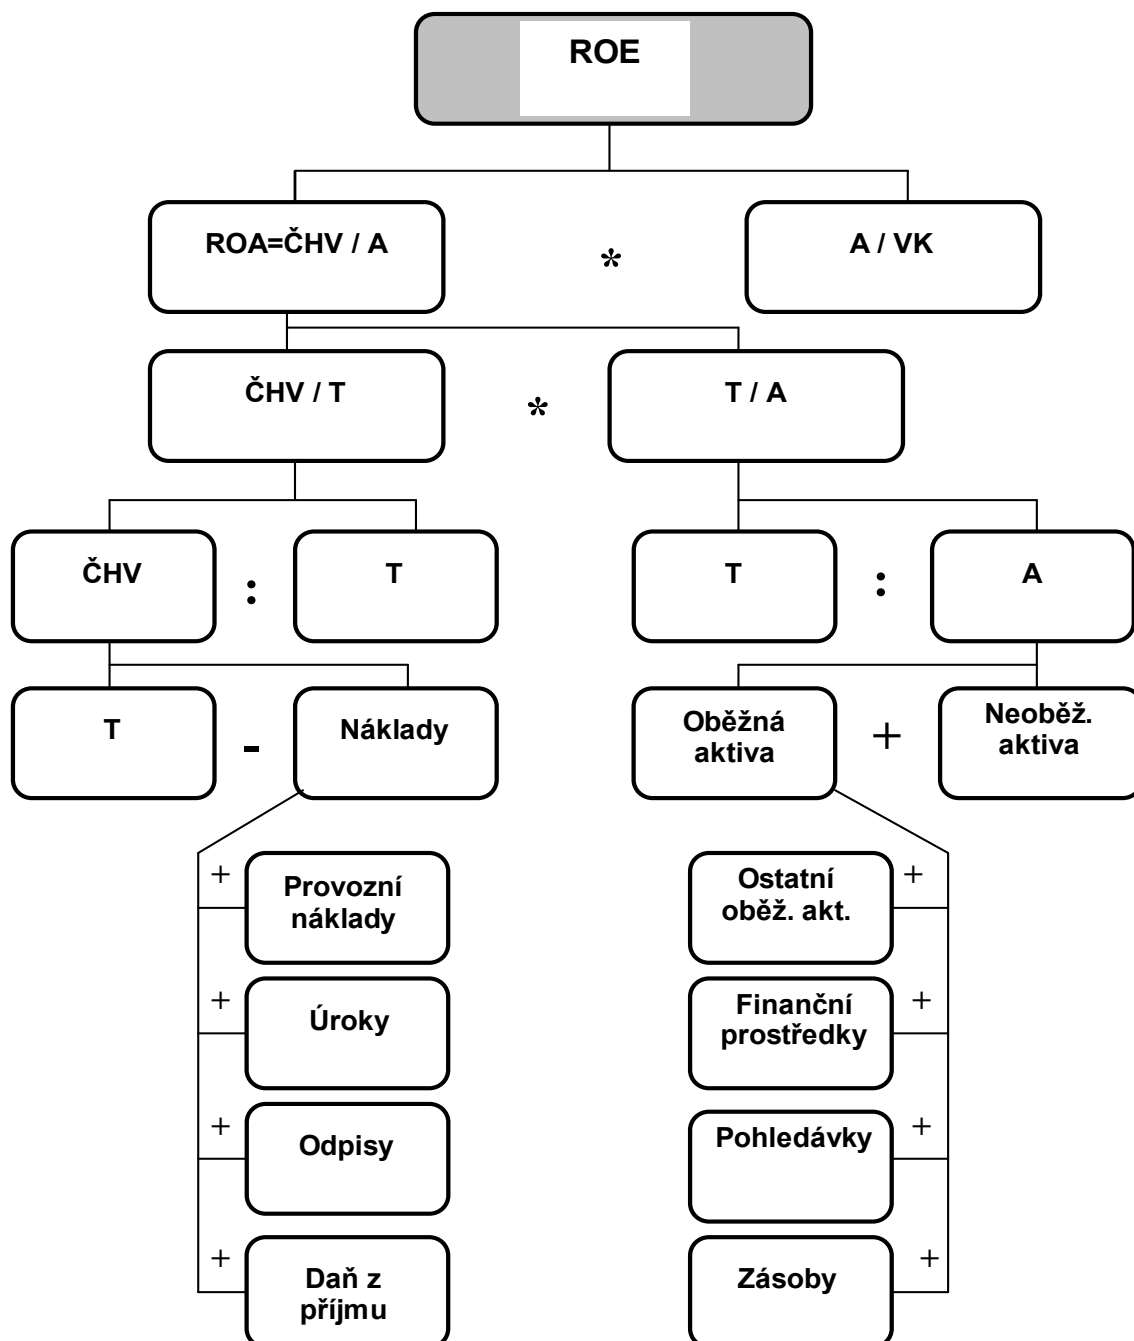 ROE
ROA=ČHV / A
*
A / VK
ČHV / T
*
T / A
ČHV
:
T
T
:
A
T
-
Náklady
Oběžná
aktiva
+
Neoběž.
aktiva
+
Provozní
náklady
Ostatní
oběž. akt.
+
+
Úroky
Finanční
prostředky
+
+
Odpisy
Pohledávky
+
+
Daň z
příjmu
Zásoby
+